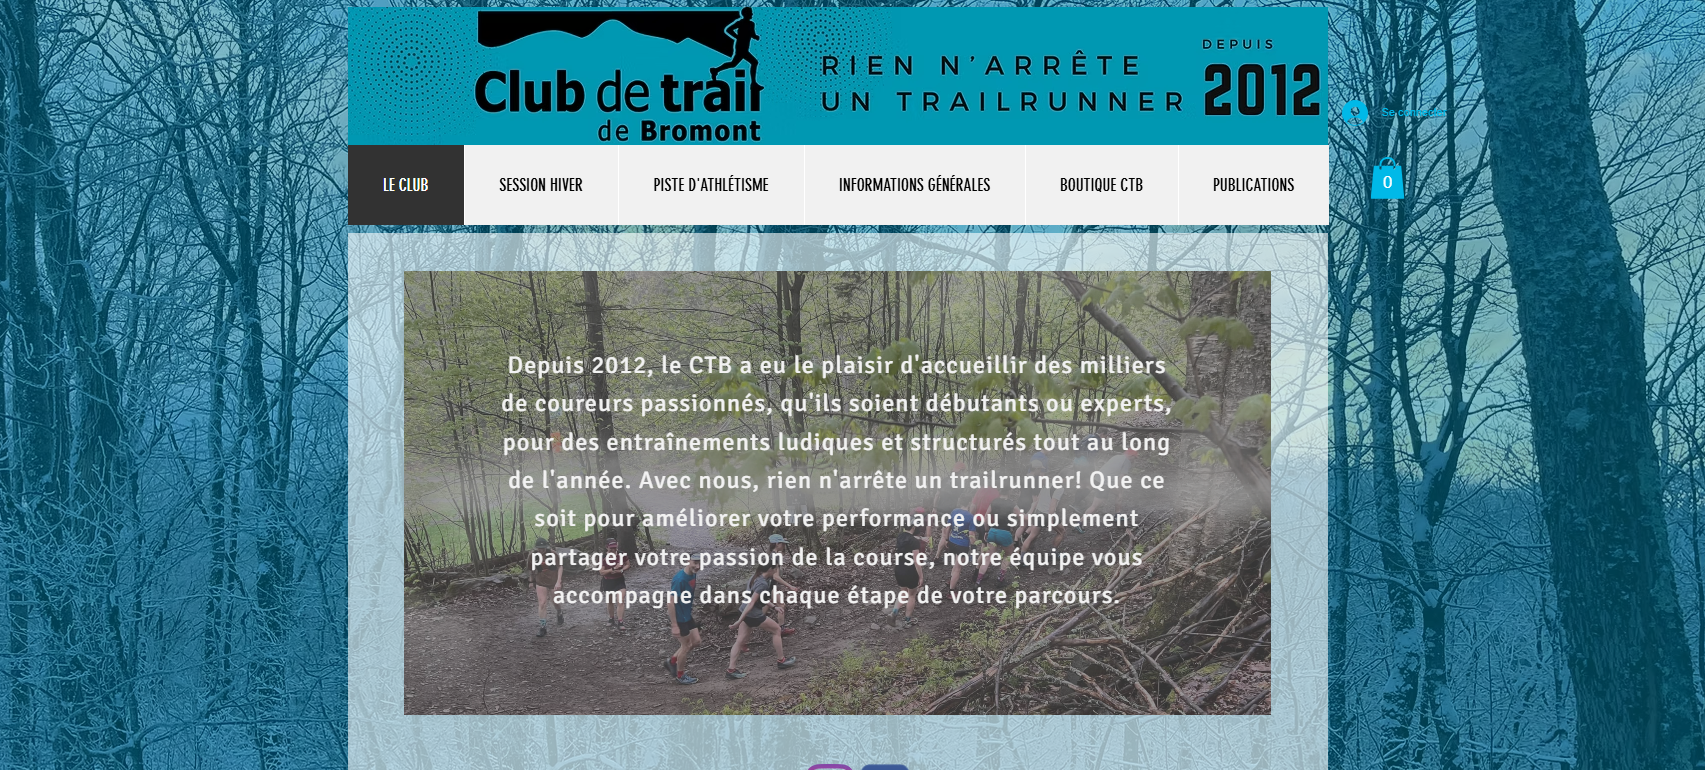 Club de trail
de Bromont
RIEN N'ARRÊTE
UN TRAILRUNNER
DEPUIS
2012
Se connecter
LE CLUB
SESSION HIVER
PISTE D'ATHLÉTISME
INFORMATIONS GÉNÉRALES
BOUTIQUE CTB
PUBLICATIONS
0
Depuis 2012, le CTB a eu le plaisir d'accueillir des milliers
de coureurs passionnés, qu'ils soient débutants ou experts,
pour des entraînements ludiques et structurés tout au long
de l'année. Avec nous, rien n'arrête un trailrunner! Que ce
soit pour améliorer votre performance ou simplement
partager votre passion de la course, notre équipe vous
accompagne dans chaque étape de votre parcours.